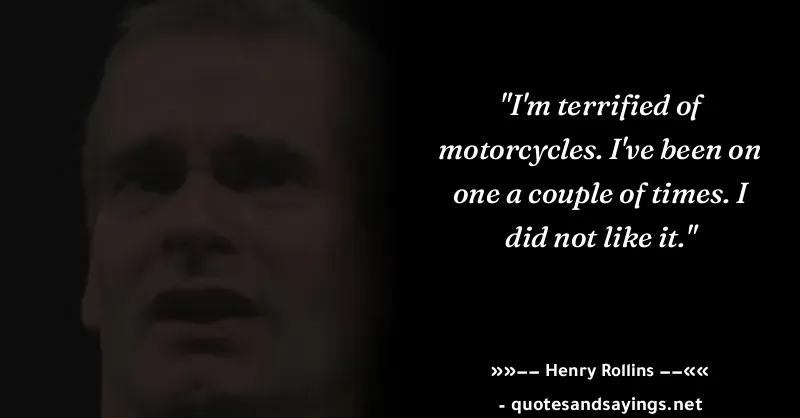 "I'm terrified of
motorcycles. I've been on
one a couple of times. I
did not like it."
»»–– Henry Rollins ––««
- quotesandsayings.net